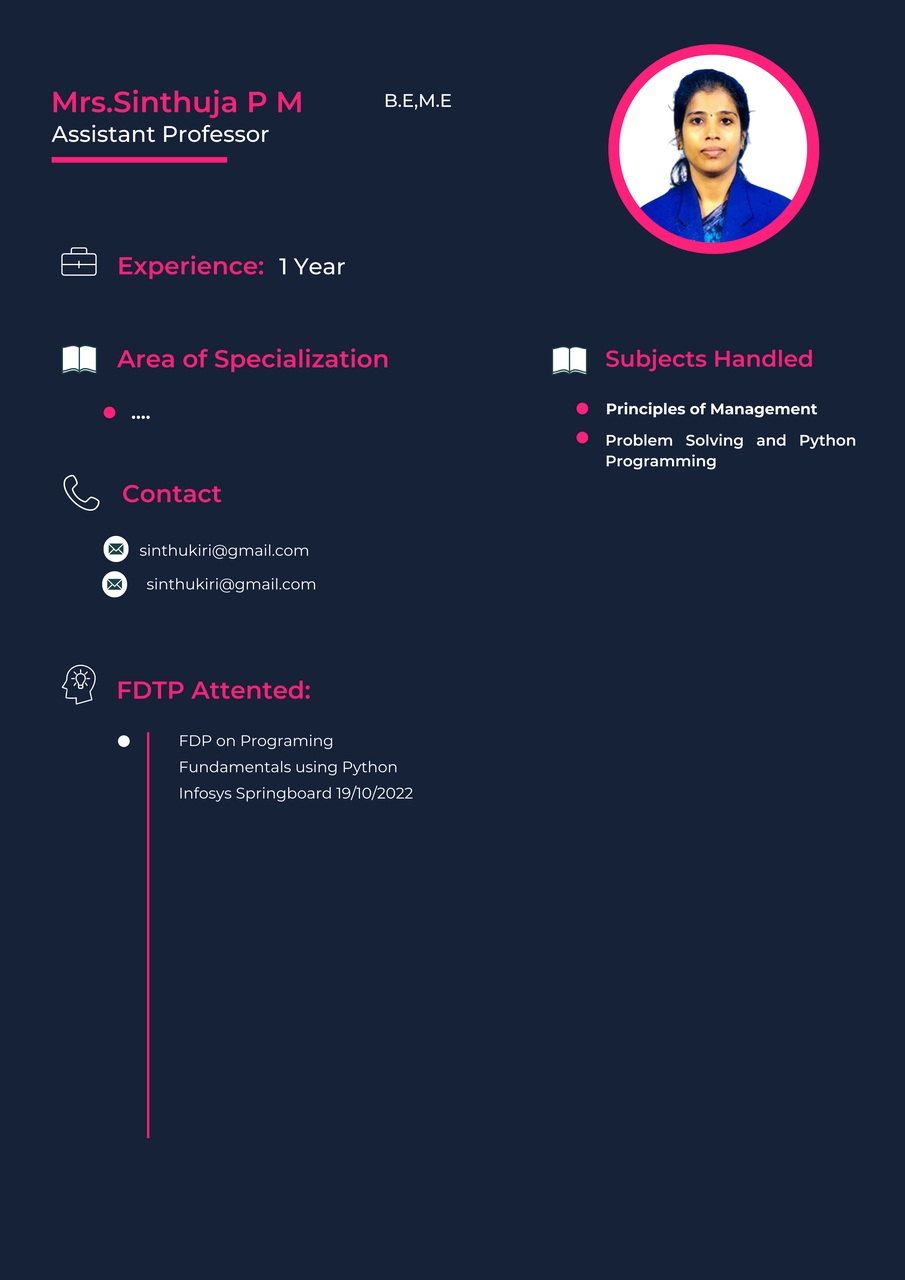 Mrs.Sinthuja P M
B.E,M.E
Assistant Professor
Experience: 1 Year
Area of Specialization
....
Contact
sinthukiri@gmail.com
sinthukiri@gmail.com
FDTP Attented:
FDP on Programing
Fundamentals using Python
Infosys Springboard 19/10/2022
Subjects Handled
Principles of Management
Problem Solving and Python
Programming